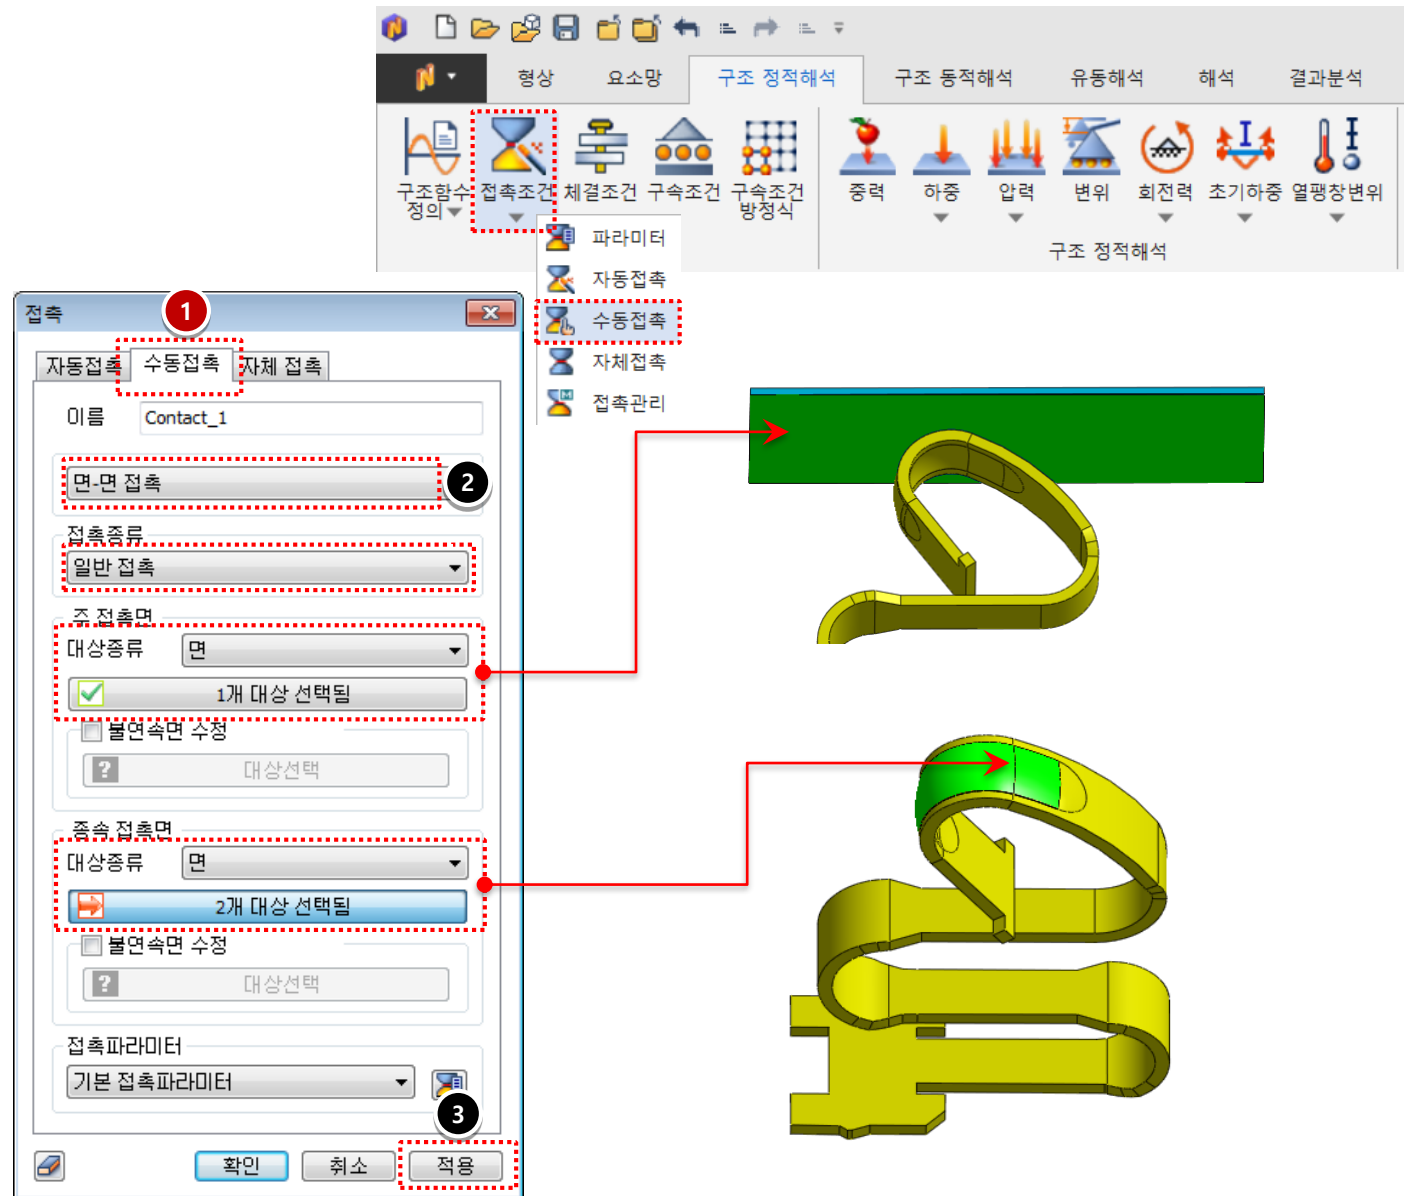 형상 요소망 구조 정적해석 구조 동적해석 유동해석 해석 결과분석
구조함수 접촉조건 체결조건 구속조건 구속조건 중력 하중 압력 변위 회전력 초기하중 열팽창변위
정의 방정식
구조 정적해석
파라미터
자동접촉
수동접촉
자체접촉
접촉관리
접촉
1
자동접촉 수동접촉 자체 접촉
이름 Contact_1
면-면 접촉
2
접촉종류
일반 접촉
주 접촉면
대상종류 면
1개 대상 선택됨
불연속면 수정
? 대상선택
종속 접촉면
대상종류 면
2개 대상 선택됨
불연속면 수정
? 대상선택
접촉파라미터
기본 접촉파라미터
3
확인 취소 적용